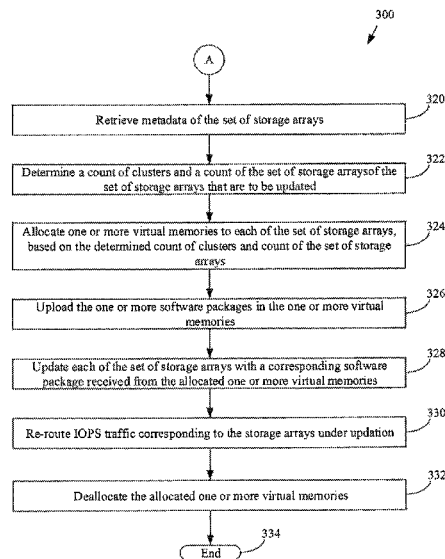 300
A
320
Retrieve metadata of the set of storage arrays
322
Determine a count of clusters and a count of the set of storage arraysof the
set of storage arrays that are to be updated
324
Allocate one or more virtual memories to each of the set of storage arrays,
based on the determined count of clusters and count of the set of storage
arrays
326
Upload the one or more software packages in the one or more virtual
memories
328
Update each of the set of storage arrays with a corresponding software
package received from the allocated one or more virtual memories
330
Re-route IOPS traffic corresponding to the storage arrays under updation
332
Deallocate the allocated one or more virtual memories
334
End